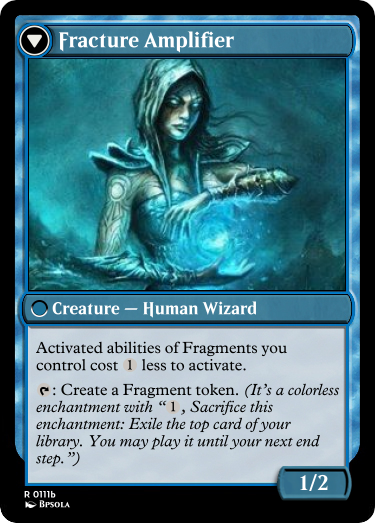 Fracture Amplifier
Creature — Human Wizard
Activated abilities of Fragments you
control cost 1 less to activate.
: Create a Fragment token. (It's a colorless
enchantment with “1, Sacrifice this
enchantment: Exile the top card of your
library. You may play it until your next end
step.”)
1/2
R 0111b
Bpsola